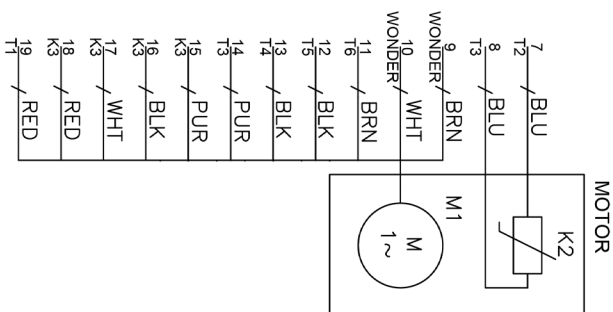 MOTOR
K2
7 BLU
T2
8 BLU
T3
9 BRN
WONDER
M1
10 WHT
WONDER
M
1~
11 BRN
T6
12 BLK
T5
13 BLK
T4
14 PUR
T3
15 PUR
K3
16 BLK
K3
17 WHT
K3
18 RED
K3
19 RED
T1